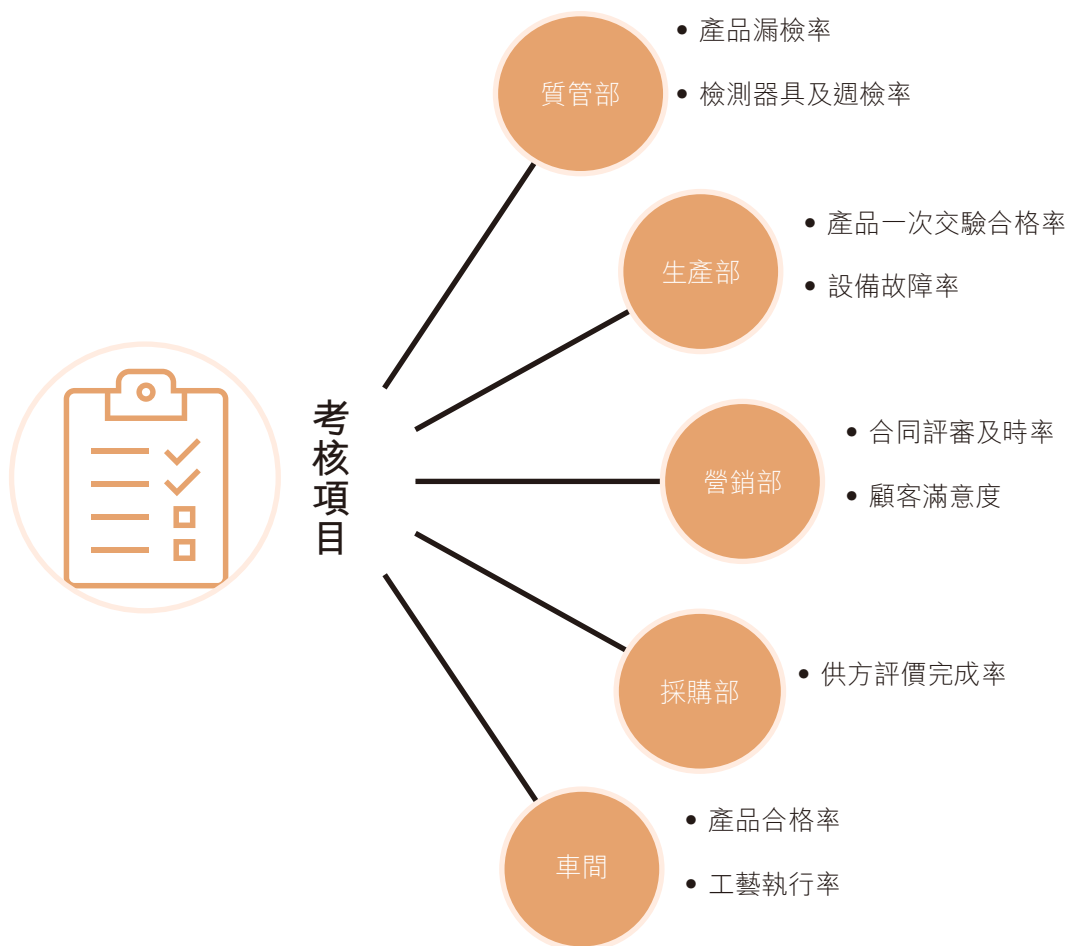 考核項目
質管部
產品漏檢率
檢測器具及週檢率
生產部
產品一次交驗合格率
設備故障率
營銷部
合同評審及時率
顧客滿意度
採購部
供方評價完成率
車間
產品合格率
工藝執行率